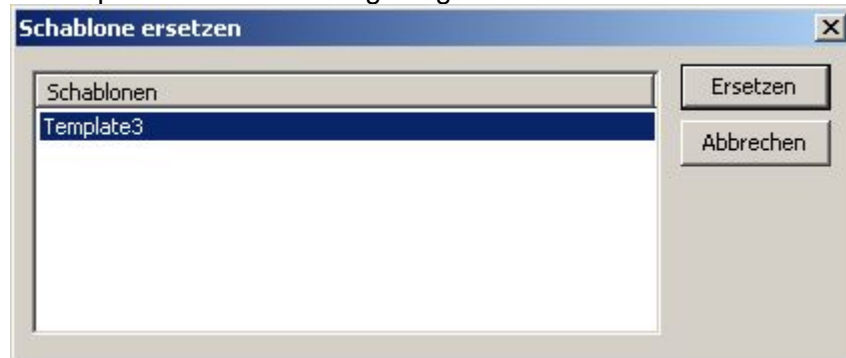 Schablone ersetzen
Schablonen
Ersetzen
Template3
Abbrechen